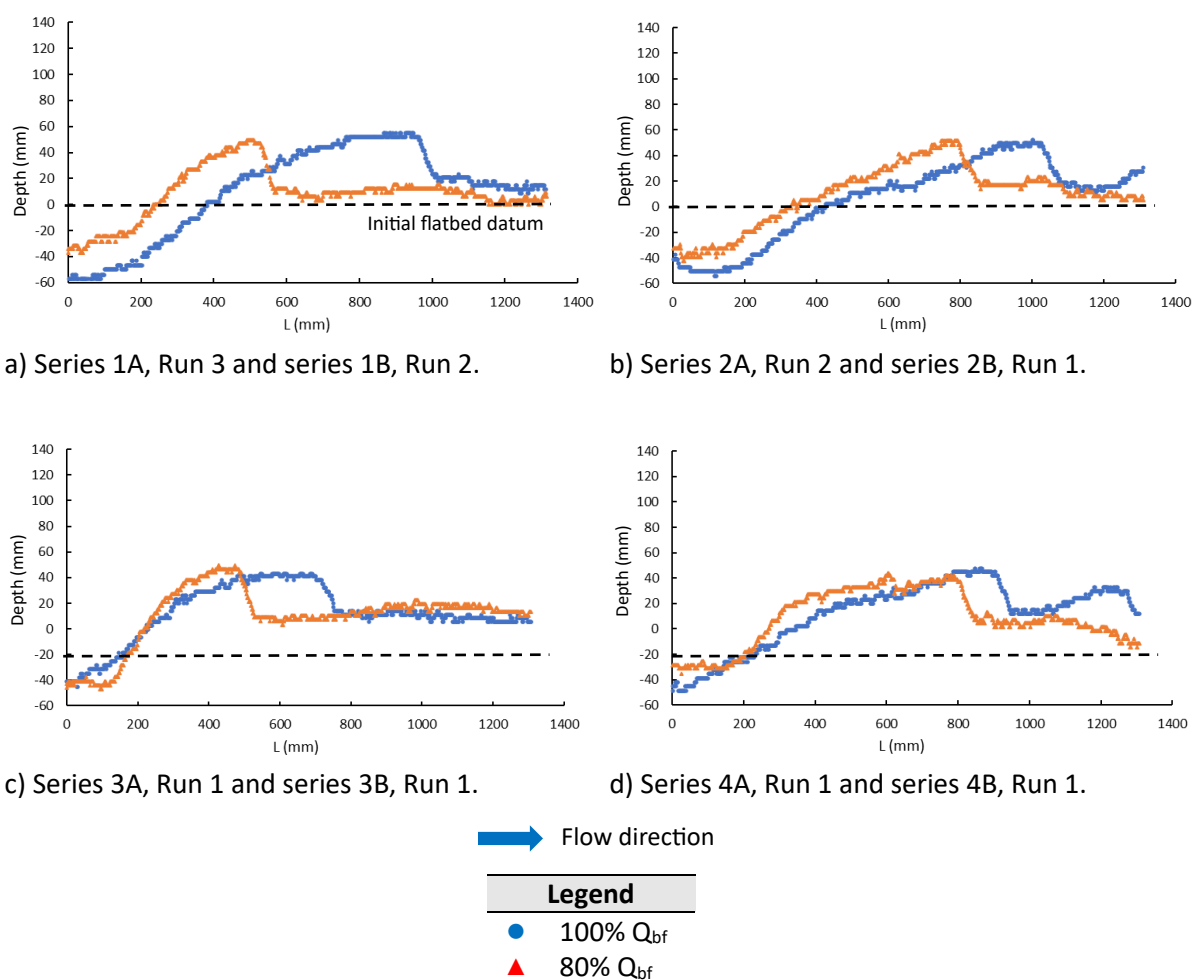 140
120
100
80
60
40
20
0
-20
-40
-60
Depth (mm)
Initial flatbed datum
0 200 400 600 800 1000 1200 1400
L (mm)
a) Series 1A, Run 3 and series 1B, Run 2.
140
120
100
80
60
40
20
0
-20
-40
-60
Depth (mm)
0 200 400 600 800 1000 1200 1400
L (mm)
b) Series 2A, Run 2 and series 2B, Run 1.
140
120
100
80
60
40
20
0
-20
-40
-60
Depth (mm)
0 200 400 600 800 1000 1200 1400
L (mm)
c) Series 3A, Run 1 and series 3B, Run 1.
140
120
100
80
60
40
20
0
-20
-40
-60
Depth (mm)
0 200 400 600 800 1000 1200 1400
L (mm)
d) Series 4A, Run 1 and series 4B, Run 1.
Flow direction
Legend
100% Qbf
80% Qbf